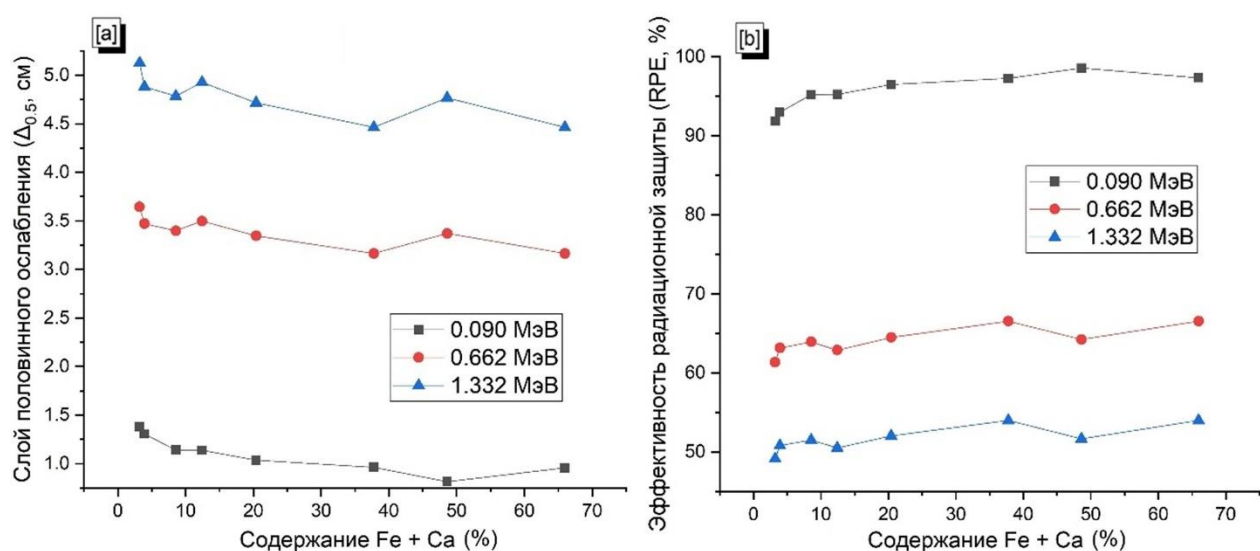 [a]
Слой половинного ослабления (Δ0.5, см)
5.0
4.5
4.0
3.5
3.0
2.5
2.0
1.5
1.0
0.090 МэВ
0.662 МэВ
1.332 МэВ
0 10 20 30 40 50 60 70
Содержание Fe + Ca (%)
[b]
Эффективность радиационной защиты (RPE, %)
100
90
80
70
60
50
0.090 МэВ
0.662 МэВ
1.332 МэВ
0 10 20 30 40 50 60 70
Содержание Fe + Ca (%)